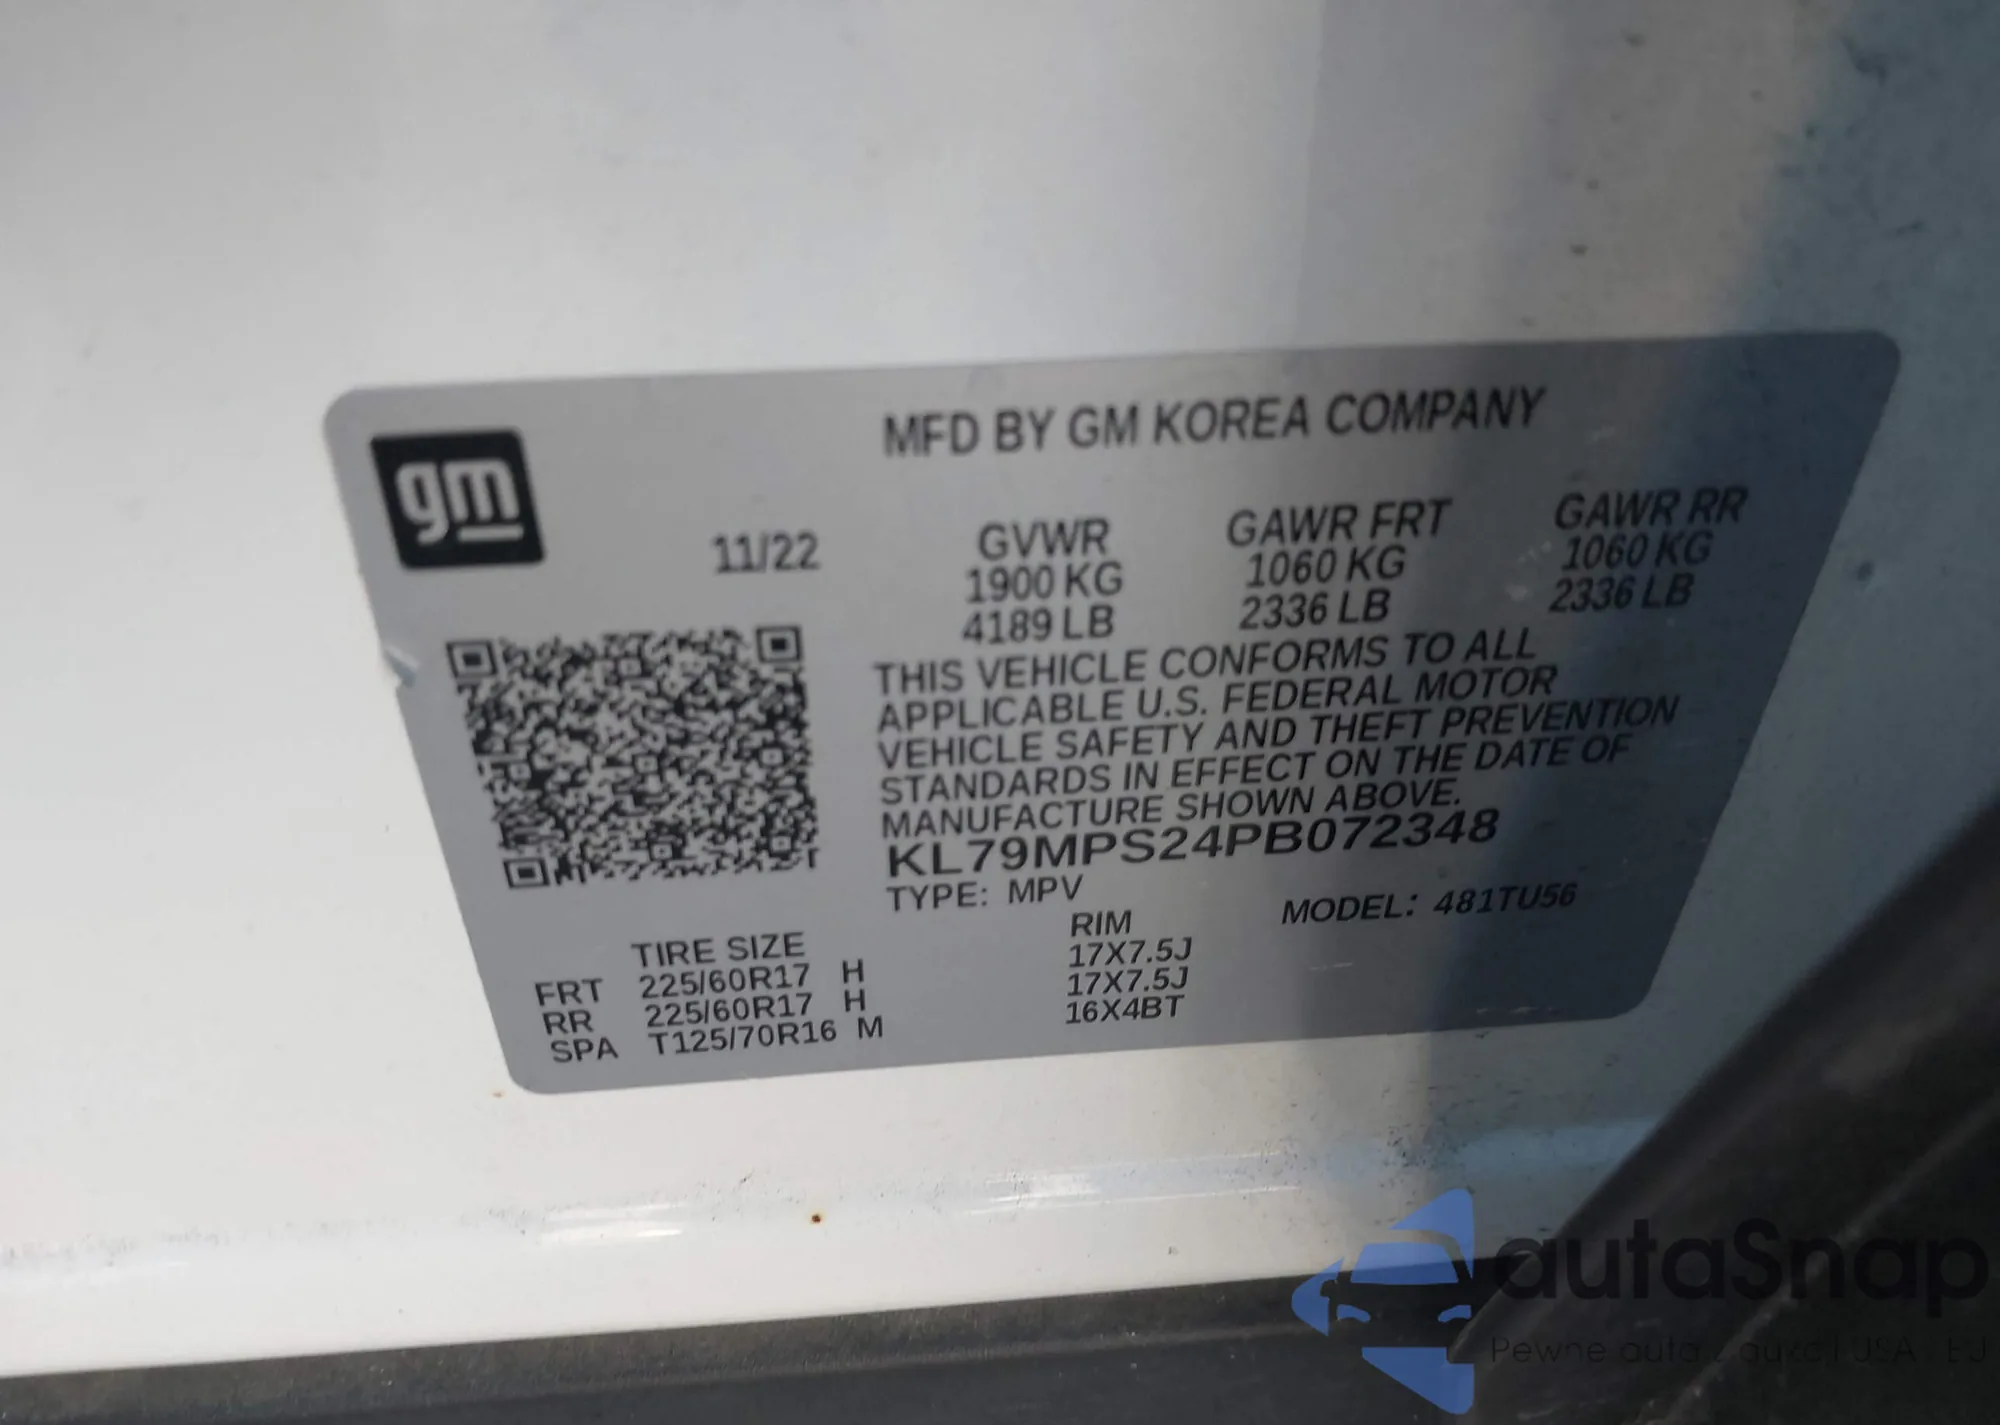 gm
MFD BY GM KOREA COMPANY
11/22
GVWR
1900 KG
4189 LB
GAWR FRT
1060 KG
2336 LB
GAWR RR
1060 KG
2336 LB
THIS VEHICLE CONFORMS TO ALL
APPLICABLE U.S. FEDERAL MOTOR
VEHICLE SAFETY AND THEFT PREVENTION
STANDARDS IN EFFECT ON THE DATE OF
MANUFACTURE SHOWN ABOVE.
KL79MPS24PB072348
TYPE: MPV
MODEL: 481TU56
TIRE SIZE
RIM
FRT 225/60R17 H 17X7.5J
RR 225/60R17 H 17X7.5J
SPA T125/70R16 M 16X4BT
autaSnap
Pewne auta USA